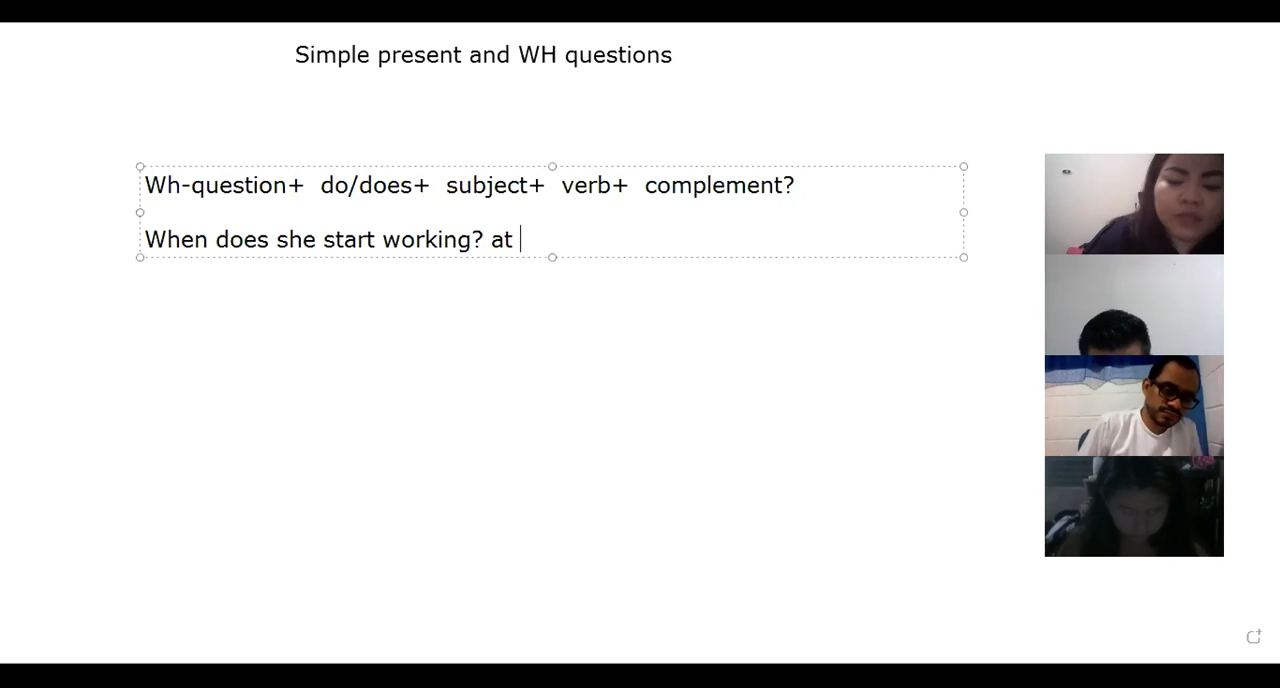 Simple present and WH questions
Wh-question+ do/does+ subject+ verb+ complement?
When does she start working? at